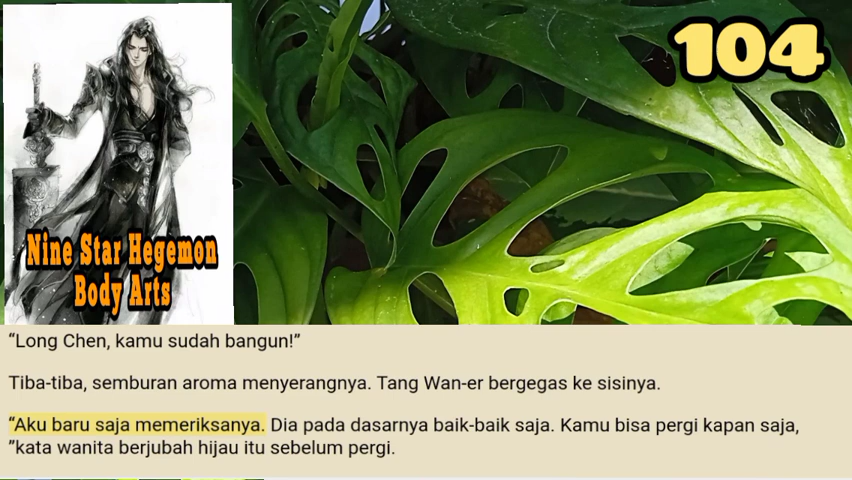 104
Nine Star Hegemon
Body Arts
“Long Chen, kamu sudah bangun!”
Tiba-tiba, semburan aroma menyerangnya. Tang Wan-er bergegas ke sisinya.
“Aku baru saja memeriksanya. Dia pada dasarnya baik-baik saja. Kamu bisa pergi kapan saja,
”kata wanita berjubah hijau itu sebelum pergi.